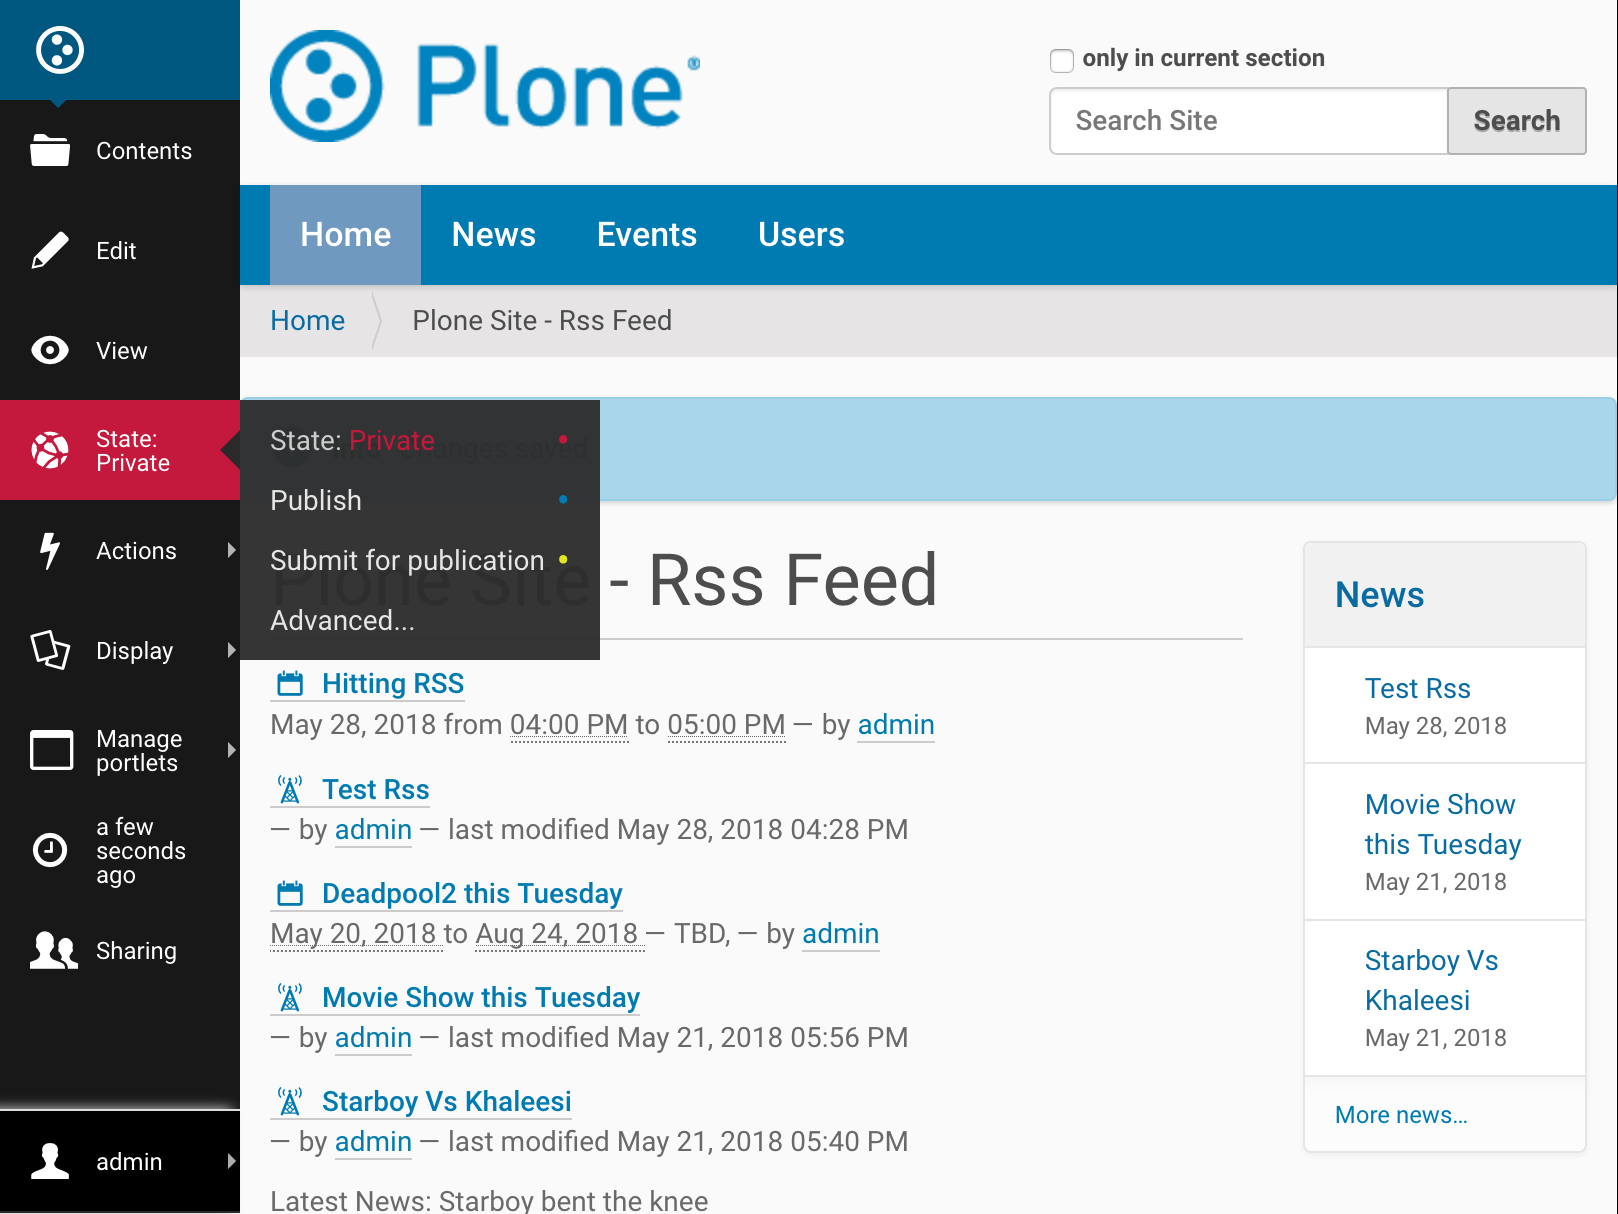 Contents
Edit
View
State:
Private
Actions
Display
Manage
portlets
a few
seconds
ago
Sharing
admin
Plone®
only in current section
Search Site
Search
Home
News
Events
Users
Home
Plone Site - Rss Feed
State: Private
Publish
Submit for publication
Advanced...
Changes saved
Plone Site - Rss Feed
Hitting RSS
May 28, 2018 from 04:00 PM to 05:00 PM — by admin
Test Rss
— by admin — last modified May 28, 2018 04:28 PM
Deadpool2 this Tuesday
May 20, 2018 to Aug 24, 2018 — TBD, — by admin
Movie Show this Tuesday
— by admin — last modified May 21, 2018 05:56 PM
Starboy Vs Khaleesi
— by admin — last modified May 21, 2018 05:40 PM
Latest News: Starboy bent the knee
News
Test Rss
May 28, 2018
Movie Show
this Tuesday
May 21, 2018
Starboy Vs
Khaleesi
May 21, 2018
More news...